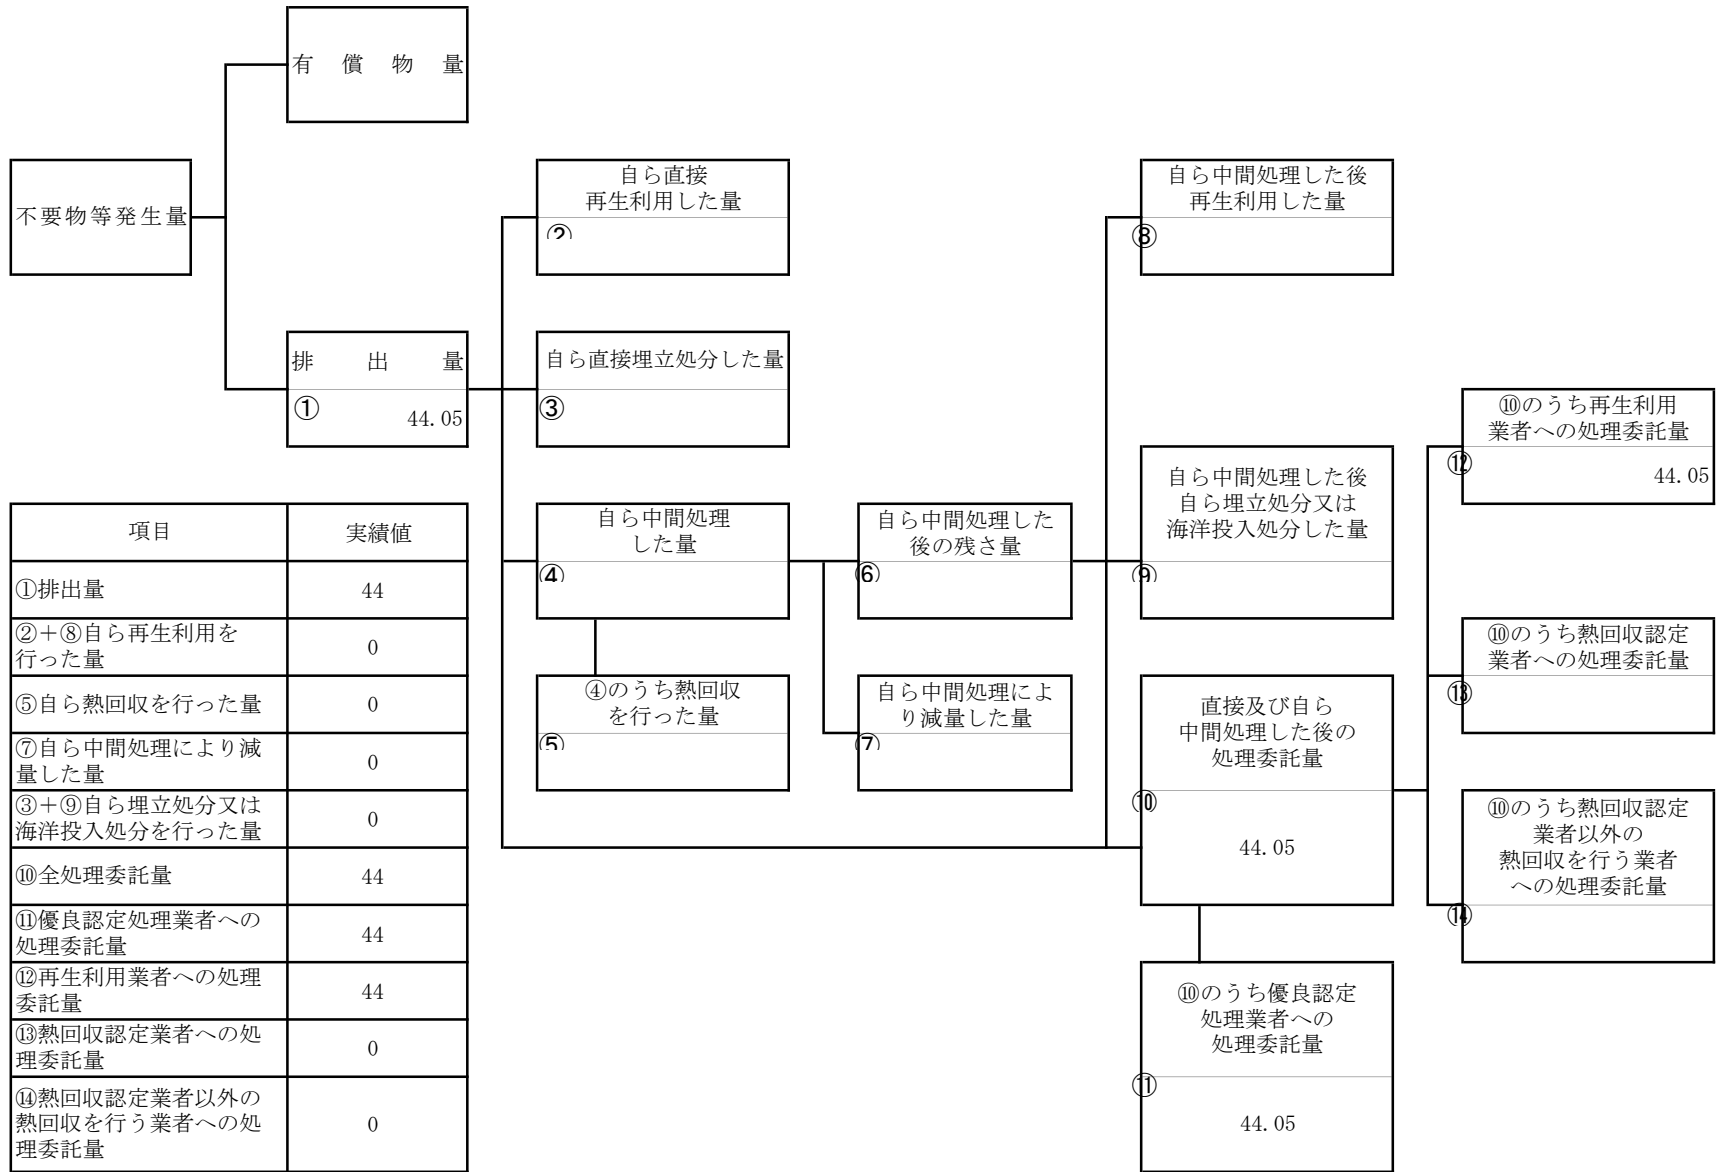 有償物量
不要物等発生量
自ら直接
再生利用した量
②
自ら中間処理した後
再生利用した量
⑧
排出量
①
44.05
自ら直接埋立処分した量
③
⑩のうち再生利用
業者への処理委託量
⑫
44.05
自ら中間処理
した量
④
自ら中間処理した
後の残さ量
⑥
自ら中間処理した後
自ら埋立処分又は
海洋投入処分した量
⑨
⑩のうち熱回収認定
業者への処理委託量
⑬
④のうち熱回収
を行った量
⑤
自ら中間処理によ
り減量した量
⑦
直接及び自ら
中間処理した後の
処理委託量
⑩
44.05
⑩のうち熱回収認定
業者以外の
熱回収を行う業者
への処理委託量
⑭
⑩のうち優良認定
処理業者への
処理委託量
⑪
44.05
項目 実績値
①排出量 44
②＋⑧自ら再生利用を
行った量 0
⑤自ら熱回収を行った量 0
⑦自ら中間処理により減
量した量 0
③＋⑨自ら埋立処分又は
海洋投入処分を行った量 0
⑩全処理委託量 44
⑪優良認定処理業者への
処理委託量 44
⑫再生利用業者への処理
委託量 44
⑬熱回収認定業者への処
理委託量 0
⑭熱回収認定業者以外の
熱回収を行う業者への処
理委託量 0